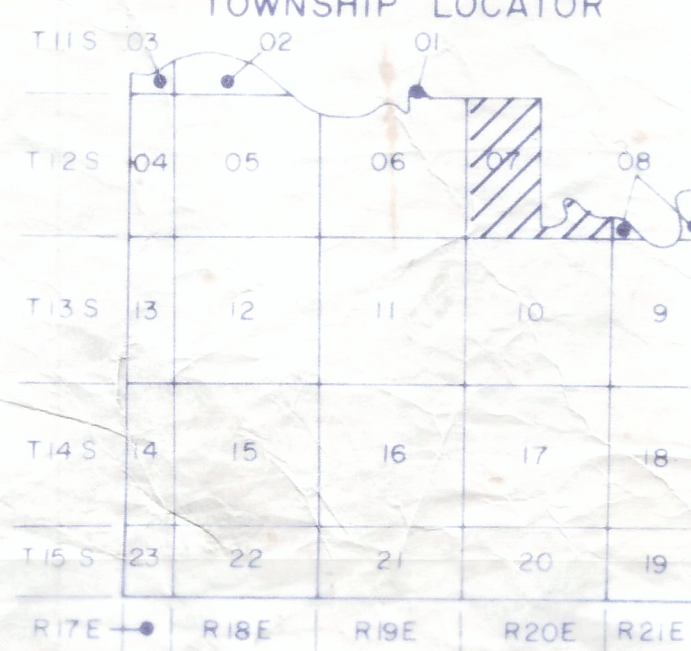 TOWNSHIP LOCATOR
T11S 03 02 01
T12S 04 05 06 07 08
T13S 13 12 11 10 9
T14S 14 15 16 17 18
T15S 23 22 21 20 19
R17E R18E R19E R20E R21E